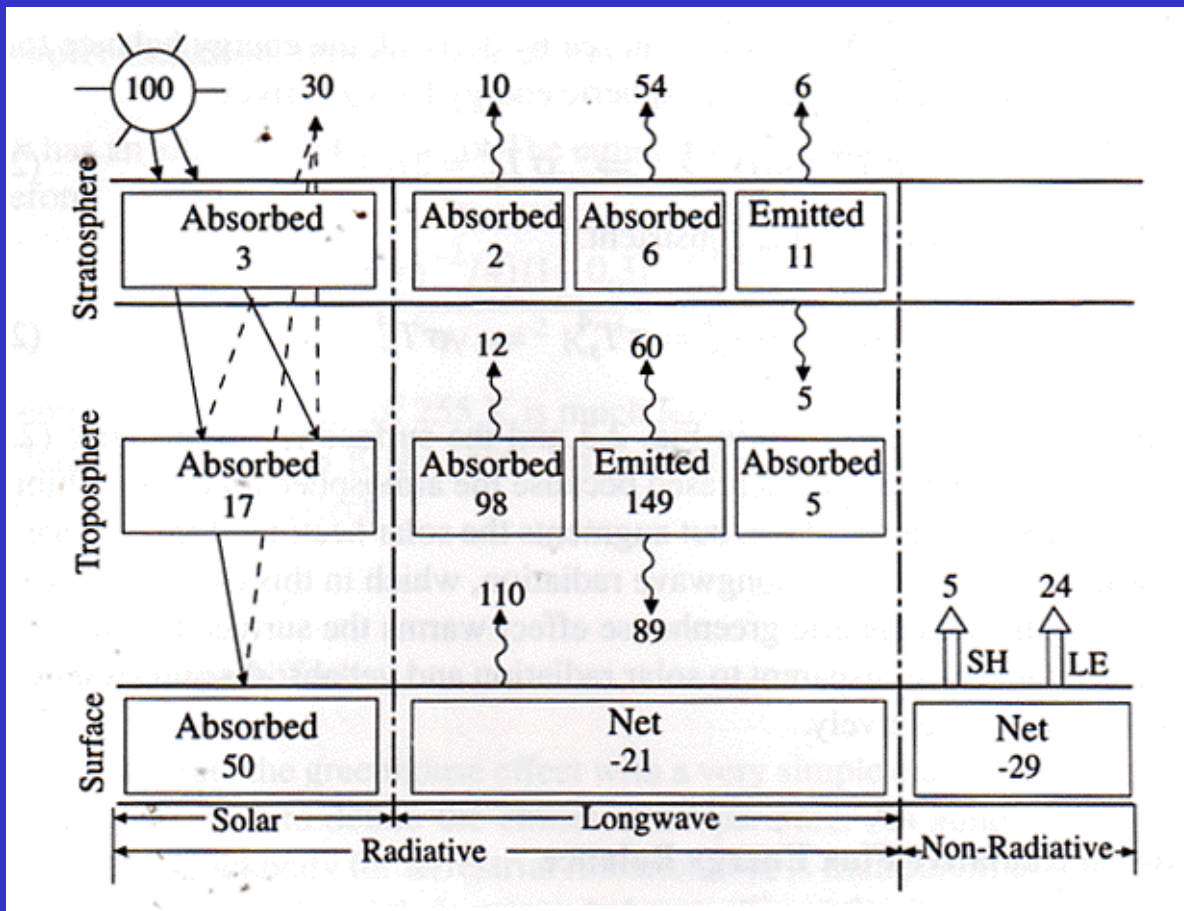 100
30
10
54
6
Stratosphere
Absorbed
3
Absorbed
2
Absorbed
6
Emitted
11
12
60
5
Troposphere
Absorbed
17
Absorbed
98
Emitted
149
Absorbed
5
110
89
5
SH
24
LE
Surface
Absorbed
50
Net
-21
Net
-29
Solar
Longwave
Radiative
Non-Radiative